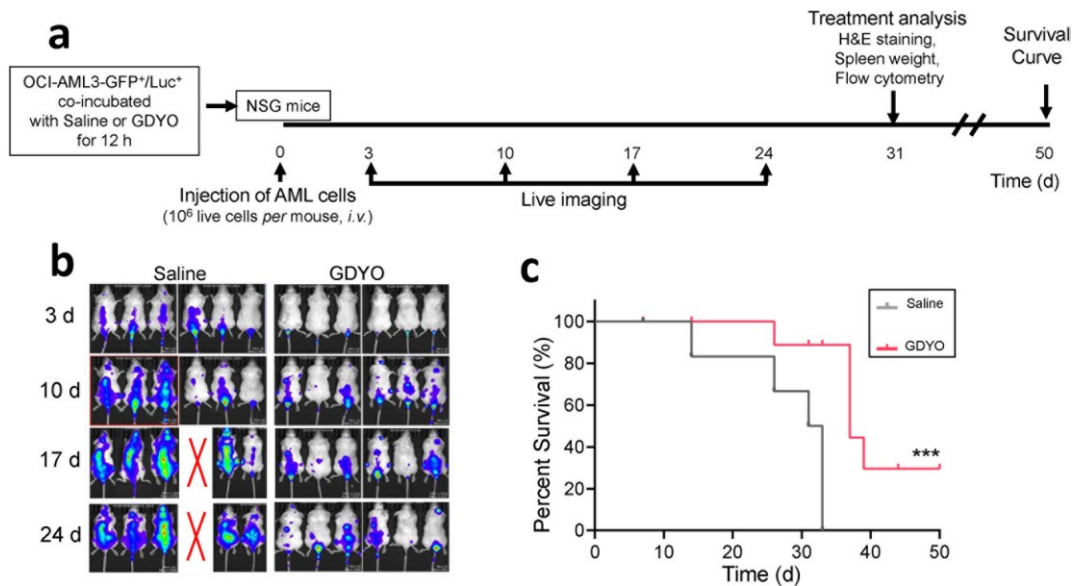 a
OCI-AML3-GFP⁺/Luc⁺
co-incubated
with Saline or GDYO
for 12 h
NSG mice
Treatment analysis
H&E staining,
Spleen weight,
Flow cytometry
Survival
Curve
0 3 10 17 24 31 50
Time (d)
Injection of AML cells
(10⁶ live cells per mouse, i.v.)
Live imaging
b
Saline GDYO
3 d
10 d
17 d
24 d
c
Saline
GDYO
Percent Survival (%)
100
80
60
40
20
0
***
0 10 20 30 40 50
Time (d)